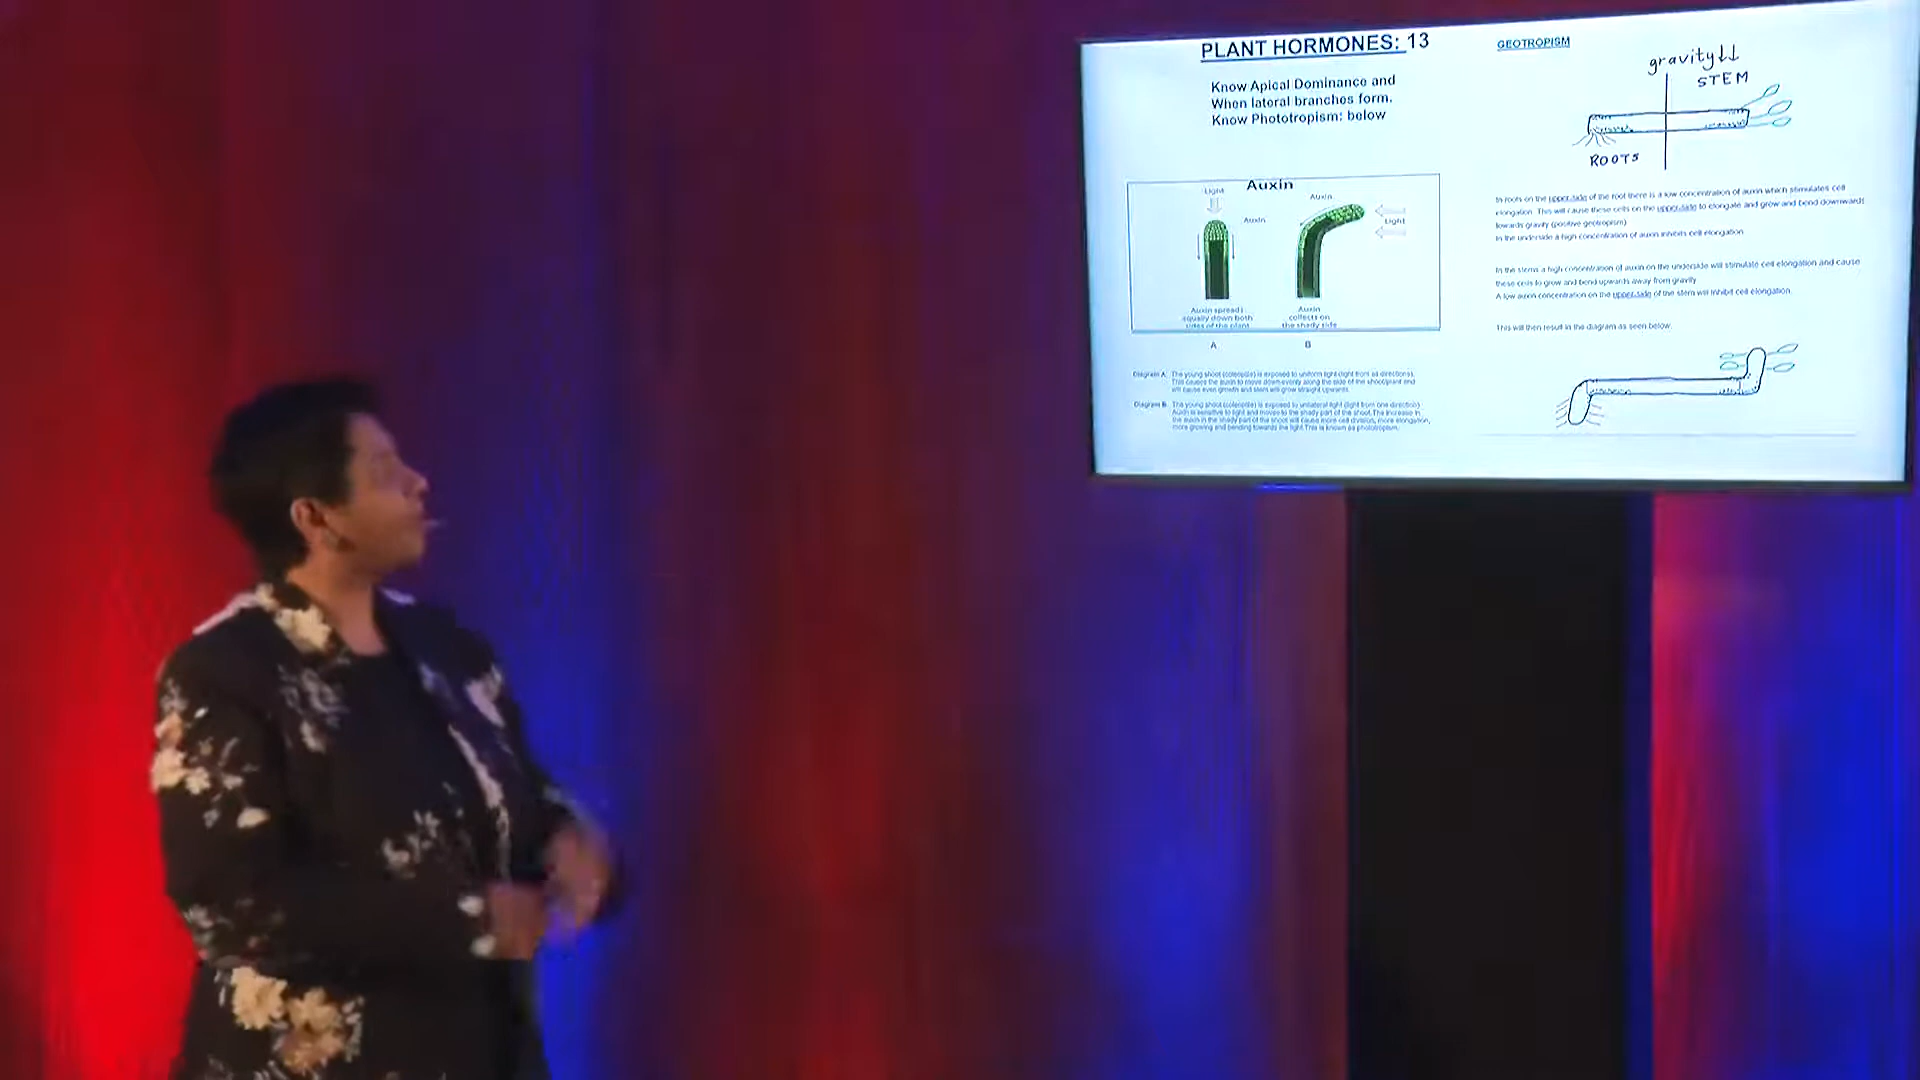 PLANT HORMONES: 13
Know Apical Dominance and
When lateral branches form.
Know Phototropism: below
Auxin
Light
Auxin
Auxin spreads
equally down both
sides of the plant
A
Auxin
Light
Auxin
collects on
the shady side
B
Diagram A: The young shoot (coleoptile) is exposed to uniform light (light from all directions).
This causes the auxin to move down evenly along the side of the shoot/plant and
will cause even growth and stem will grow straight upwards.
Diagram B: The young shoot (coleoptile) is exposed to unilateral light (light from one direction)
Auxin is sensitive to light and moves to the shady part of the shoot. The increase in
the auxin in the shady part of the shoot will cause more cell division, more elongation,
more growing and bending towards the light. This is known as phototropism.
GEOTROPISM
gravity↓↓
STEM
ROOTS
In roots on the upper-side of the root there is a low concentration of auxin which stimulates cell
elongation. This will cause these cells on the upper-side to elongate and grow and bend downward
towards gravity (positive geotropism)
In the underside a high concentration of auxin inhibits cell elongation
In the stems a high concentration of auxin on the underside will stimulate cell elongation and cause
these cells to grow and bend upwards away from gravity
A low auxin concentration on the upper-side of the stem will inhibit cell elongation.
This will then result in the diagram as seen below.